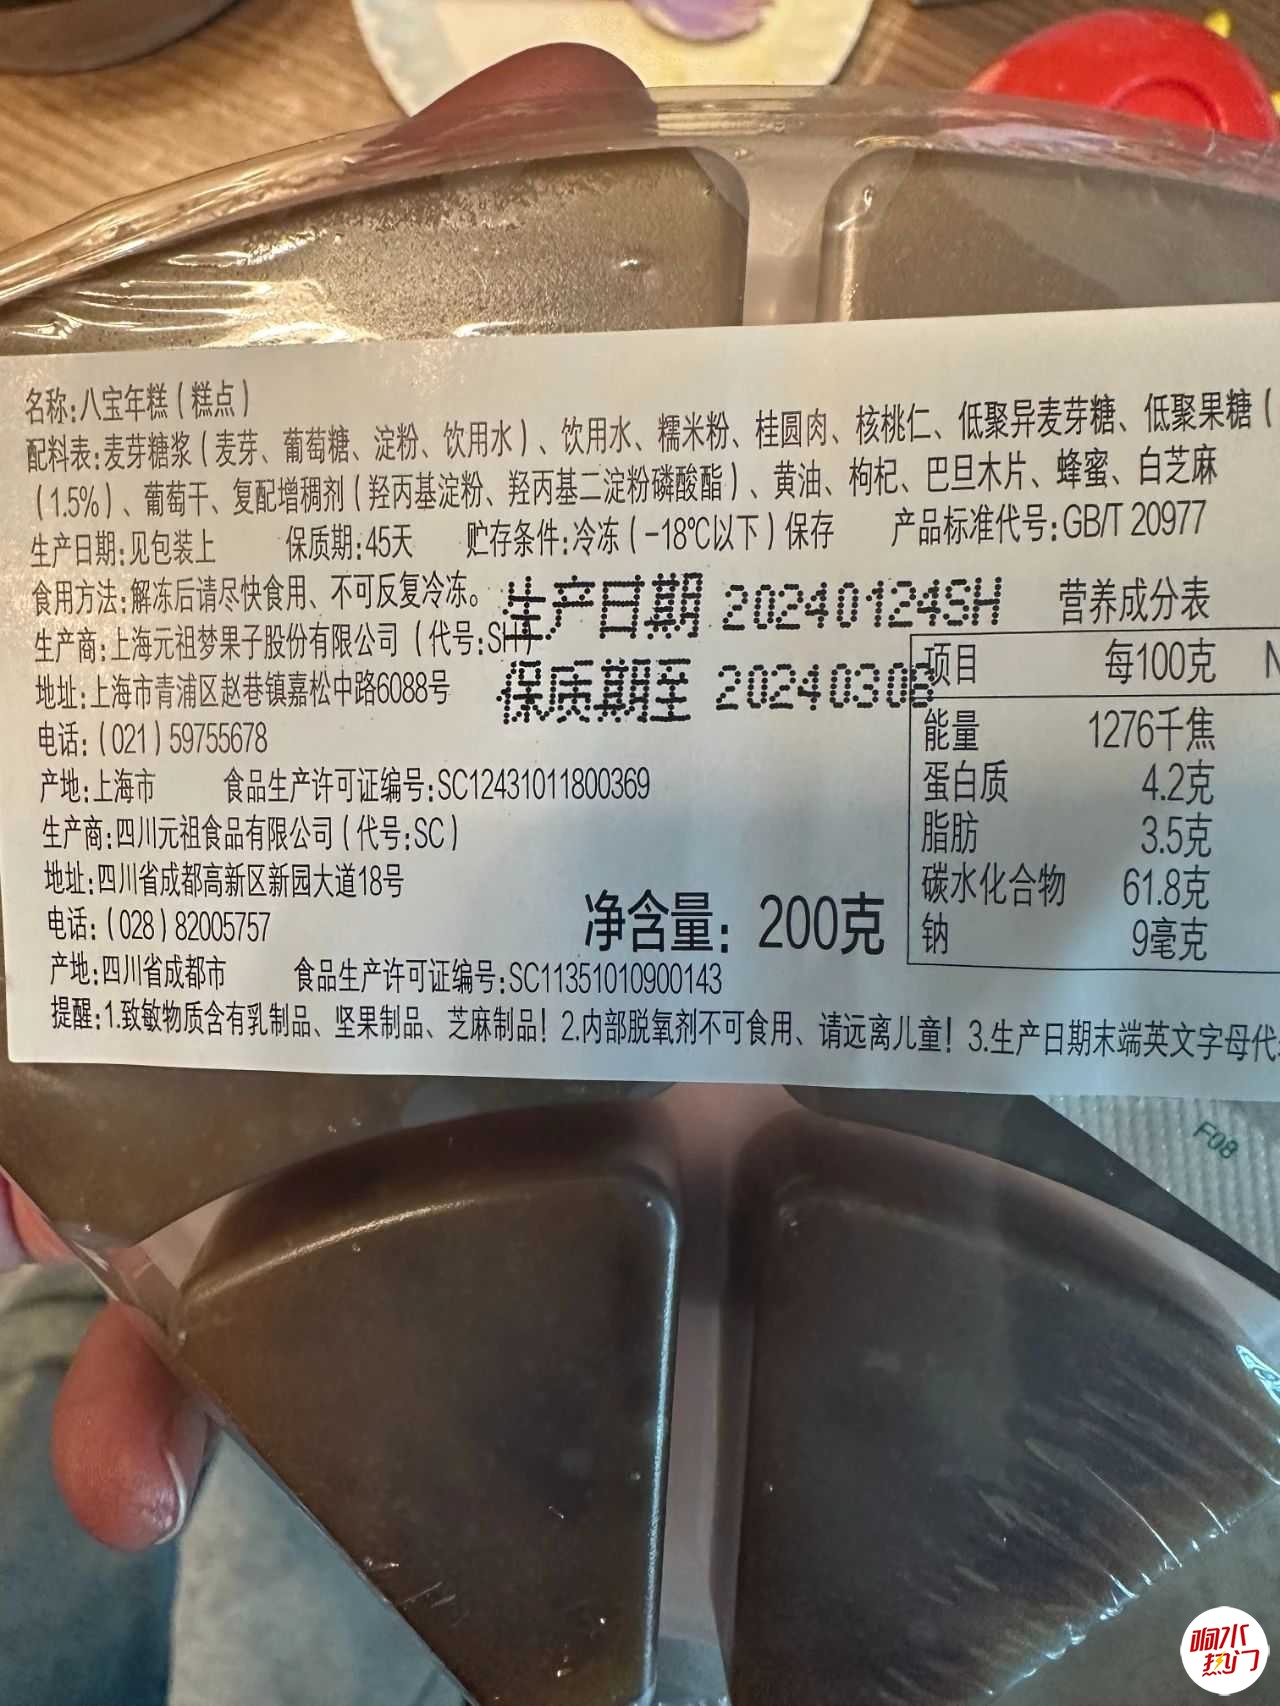 名称:八宝年糕(糕点)
配料表:麦芽糖浆(麦芽、葡萄糖、淀粉、饮用水)、饮用水、糯米粉、桂圆肉、核桃仁、低聚异麦芽糖、低聚果糖(
(1.5%)、葡萄干、复配增稠剂(羟丙基淀粉、羟丙基二淀粉磷酸酯)、黄油、枸杞、巴旦木片、蜂蜜、白芝麻
生产日期:见包装上 保质期:45天 贮存条件:冷冻(-18℃以下)保存 产品标准代号:GB/T 20977
食用方法:解冻后请尽快食用、不可反复冷冻。
生产日期 20240124SH
生产商:上海元祖梦果子股份有限公司(代号:SH)
保质期至 20240308
地址:上海市青浦区赵巷镇嘉松中路6088号
电话:(021)59755678
产地:上海市 食品生产许可证编号:SC12431011800369
生产商:四川元祖食品有限公司(代号:SC)
地址:四川省成都高新区新园大道18号
电话:(028)82005757
产地:四川省成都市 食品生产许可证编号:SC11351010900143
净含量:200克
营养成分表
项目 每100克 N
能量 1276千焦
蛋白质 4.2克
脂肪 3.5克
碳水化合物 61.8克
钠 9毫克
提醒:1.致敏物质含有乳制品、坚果制品、芝麻制品!2.内部脱氧剂不可食用、请远离儿童!3.生产日期末端英文字母代
F08
响水
热门